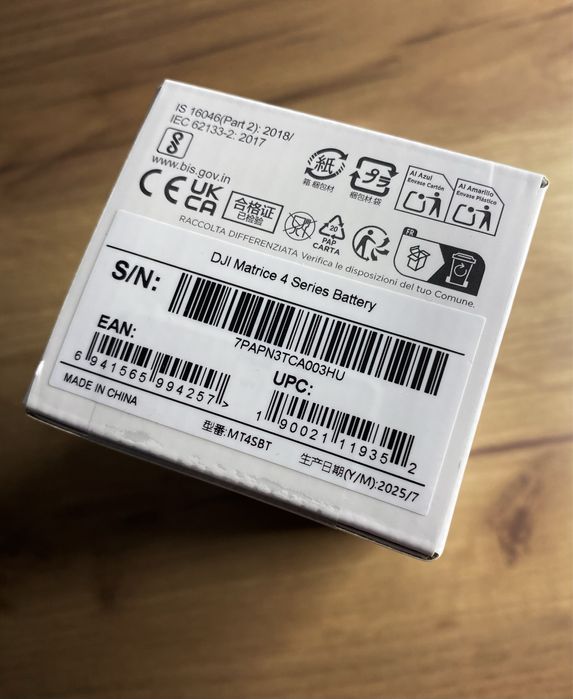 IS 16046(Part 2): 2018/
IEC 62133-2: 2017
www.bis.gov.in
紙
箱 梱包材
プラ
梱包材,袋
Al Azul
Envase Cartón
Al Amarillo
Envase Plástico
CE UK
CA
合格证
已检验
20
PAP
CARTA
FR
RACCOLTA DIFFERENZIATA Verifica le disposizioni del tuo Comune.
DJI Matrice 4 Series Battery
S/N:
7PAPN3TCA003HU
EAN:
6 941565 994257 >
UPC:
1 90021 11935 2
MADE IN CHINA
型番:MT4SBT
生产日期(Y/M):2025/7